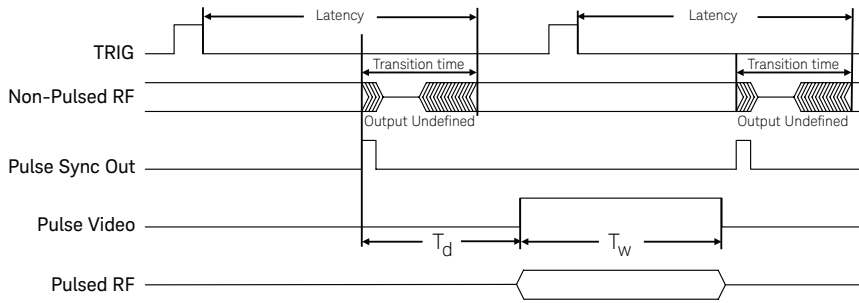 Latency
Latency
TRIG
Transition time
Transition time
Non-Pulsed RF
Output Undefined
Output Undefined
Pulse Sync Out
Pulse Video
Td
Tw
Pulsed RF